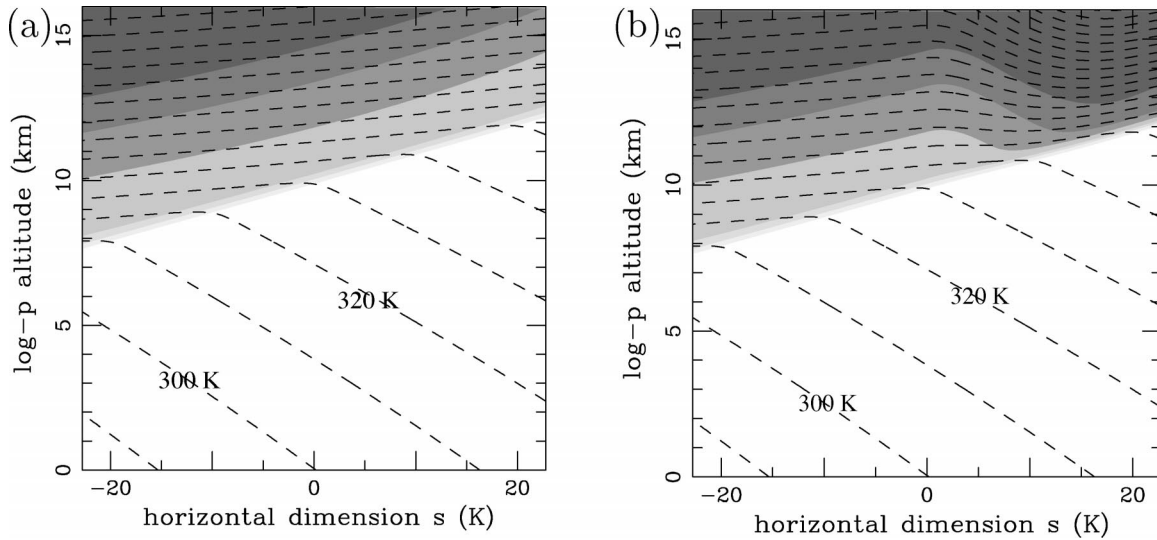 (a)
15
10
5
0
log-p altitude (km)
320 K
300 K
-20 0 20
horizontal dimension s (K)
(b)
15
10
5
0
log-p altitude (km)
320 K
300 K
-20 0 20
horizontal dimension s (K)